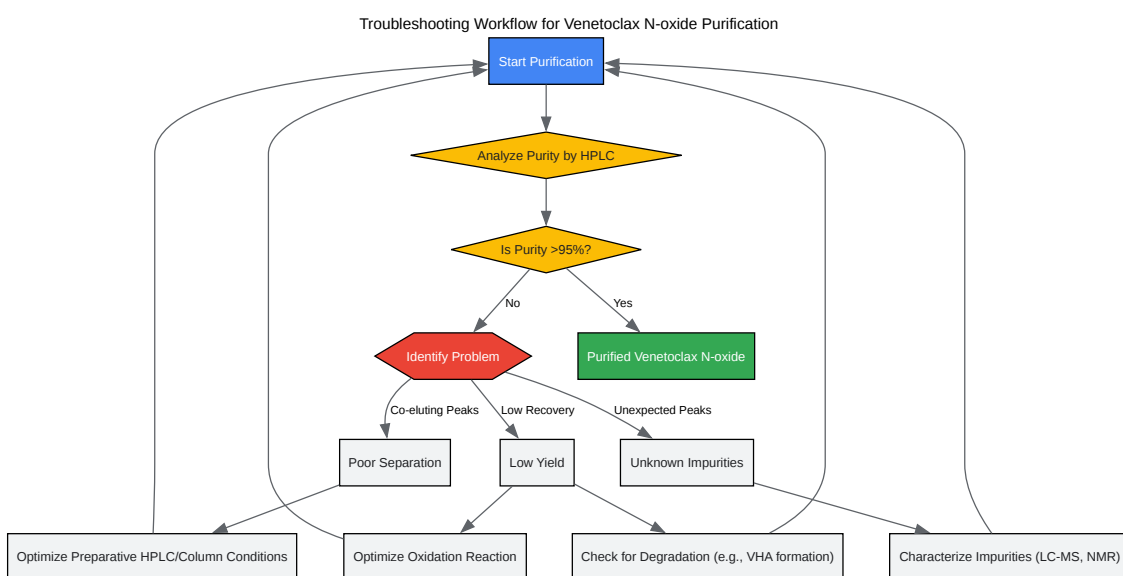 Troubleshooting Workflow for Venetoclax N-oxide Purification
Start Purification
Analyze Purity by HPLC
Is Purity >95%?
No
Yes
Identify Problem
Purified Venetoclax N-oxide
Co-eluting Peaks
Low Recovery
Unexpected Peaks
Poor Separation
Low Yield
Unknown Impurities
Optimize Preparative HPLC/Column Conditions
Optimize Oxidation Reaction
Check for Degradation (e.g., VHA formation)
Characterize Impurities (LC-MS, NMR)